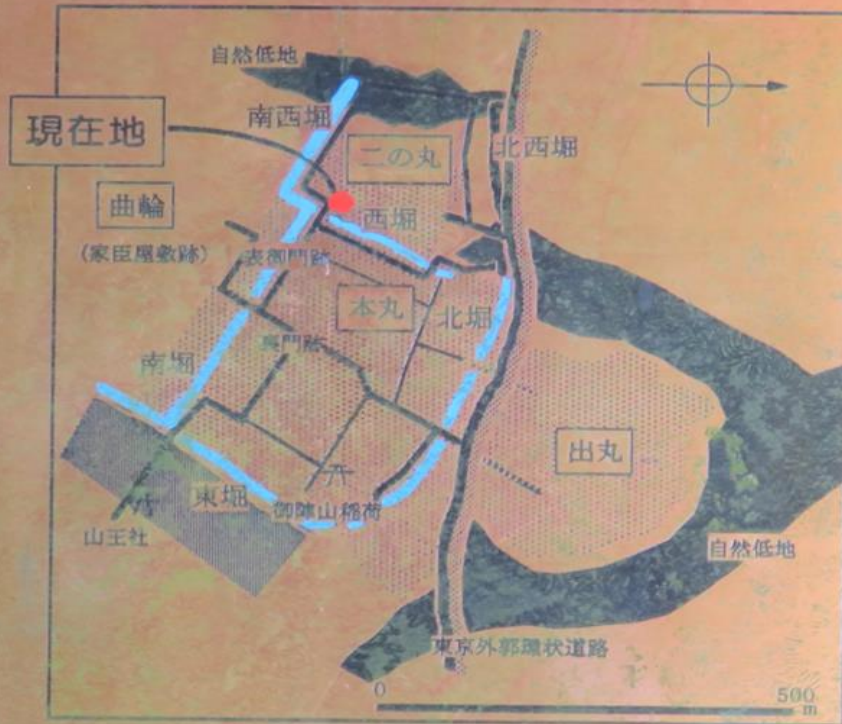 自然低地
南西堀
現在地
二の丸
北西堀
曲輪
西堀
(家臣屋敷跡)
表御門跡
本丸
北堀
裏門跡
南堀
出丸
東堀
御陣山稲荷
山王社
自然低地
東京外郭環状道路
0
500
m